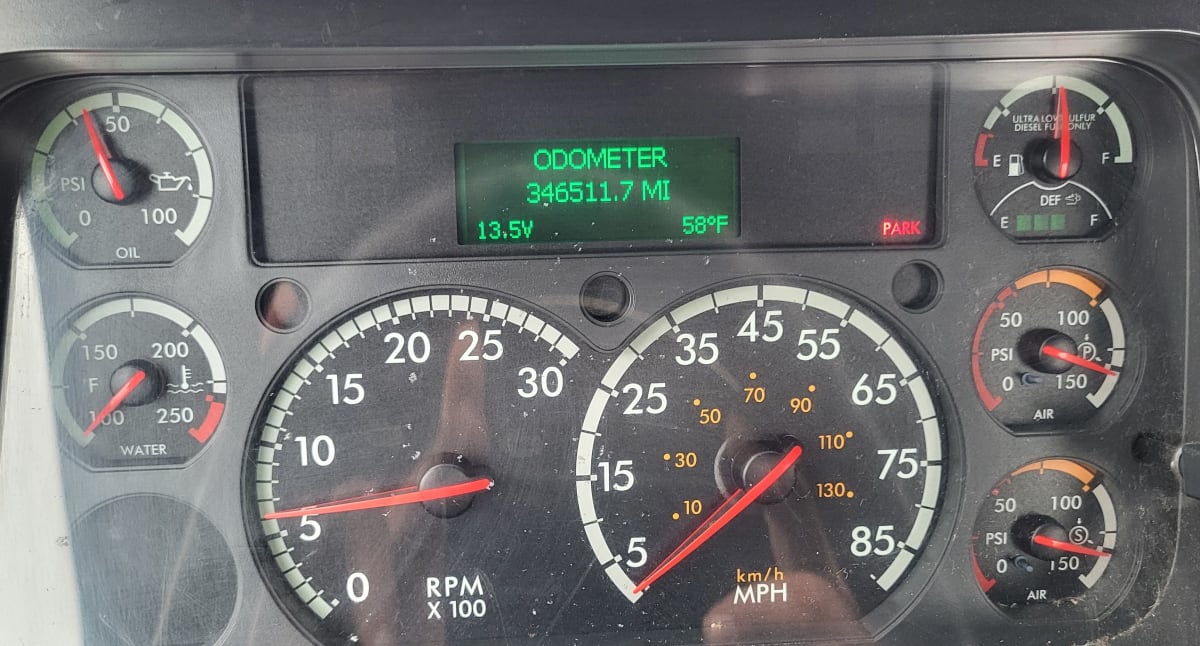 ODOMETER
346511.7 MI
13.5V 58°F
PARK
50
PSI
0 100
OIL
ULTRA LOW SULFUR
DIESEL FUEL ONLY
E F
DEF
E F
150 200
°F
100 250
WATER
0
5
10
15
20
25
30
RPM
X 100
5
15
25
35
45
55
65
75
85
10
30
50
70
90
110
130
km/h
MPH
50 100
PSI P
0 150
AIR
50 100
PSI S
0 150
AIR